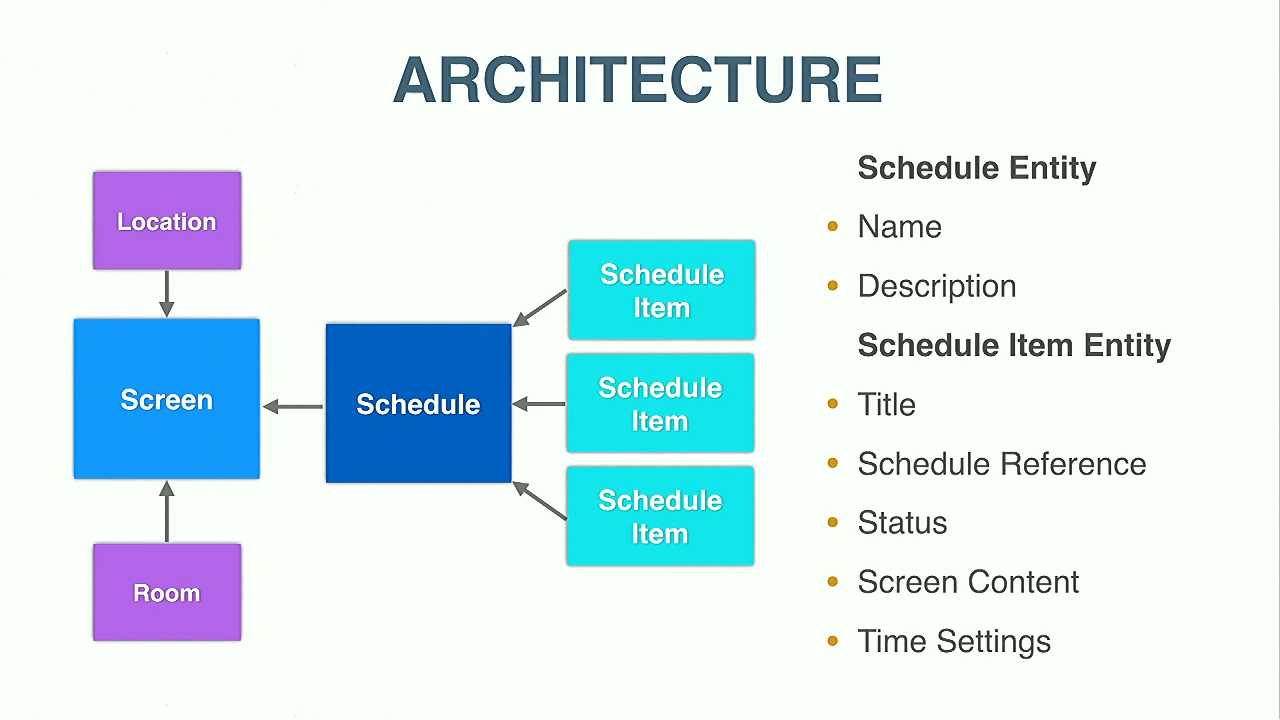 ARCHITECTURE
Location
Screen
Room
Schedule
Schedule
Item
Schedule
Item
Schedule
Item
Schedule Entity
Name
Description
Schedule Item Entity
Title
Schedule Reference
Status
Screen Content
Time Settings